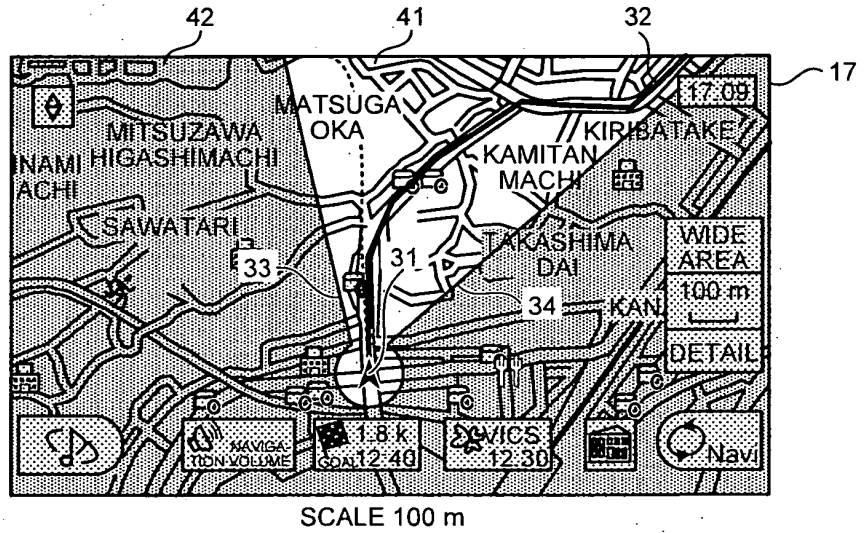 42
41
32
17
17:09
MATSUGA
OKA
MITSUZAWA
HIGASHIMACHI
INAMI
ACHI
KIRIBATAKE
KAMITAN
MACHI
SAWATARI
TAKASHIMA
DAI
WIDE
AREA
33
31
34
100 m
KAN
DETAIL
NAVIGA
TION VOLUME
1.8 k
GOAL 12:40
VICS
12:30
Navi
SCALE 100 m